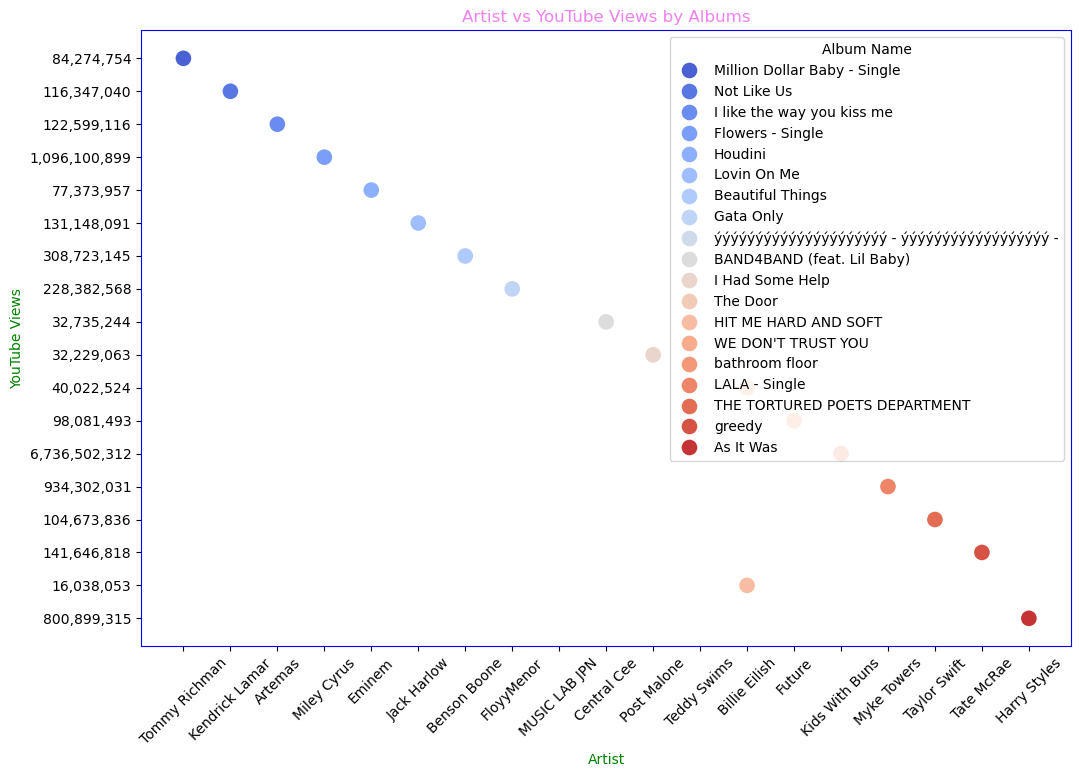 Artist vs YouTube Views by Albums
YouTube Views
84,274,754
116,347,040
122,599,116
1,096,100,899
77,373,957
131,148,091
308,723,145
228,382,568
32,735,244
32,229,063
40,022,524
98,081,493
6,736,502,312
934,302,031
104,673,836
141,646,818
16,038,053
800,899,315
Album Name
Million Dollar Baby - Single
Not Like Us
I like the way you kiss me
Flowers - Single
Houdini
Lovin On Me
Beautiful Things
Gata Only
ýýýýýýýýýýýýýýýýýýýýý - ýýýýýýýýýýýýýýýýýý -
BAND4BAND (feat. Lil Baby)
I Had Some Help
The Door
HIT ME HARD AND SOFT
WE DON'T TRUST YOU
bathroom floor
LALA - Single
THE TORTURED POETS DEPARTMENT
greedy
As It Was
Tommy Richman
Kendrick Lamar
Artemas
Miley Cyrus
Eminem
Jack Harlow
Benson Boone
FloyyMenor
MUSIC LAB JPN
Central Cee
Post Malone
Teddy Swims
Billie Eilish
Future
Kids With Buns
Myke Towers
Taylor Swift
Tate McRae
Harry Styles
Artist